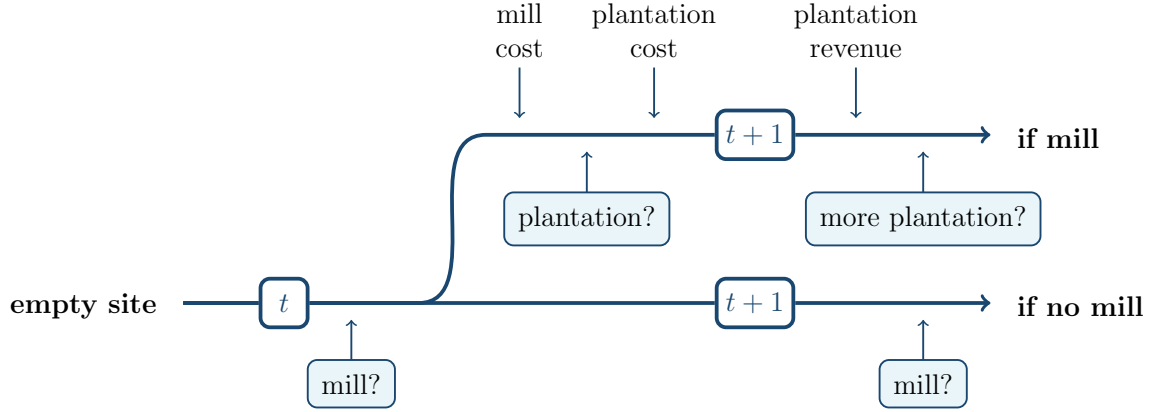 mill
cost
plantation
cost
plantation
revenue
t + 1
if mill
plantation?
more plantation?
empty site
t
t + 1
if no mill
mill?
mill?